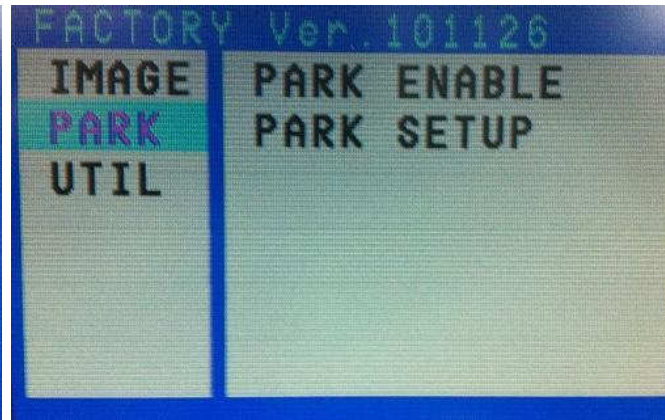 FACTORY Ver.101126
IMAGE
PARK
UTIL
PARK ENABLE
PARK SETUP